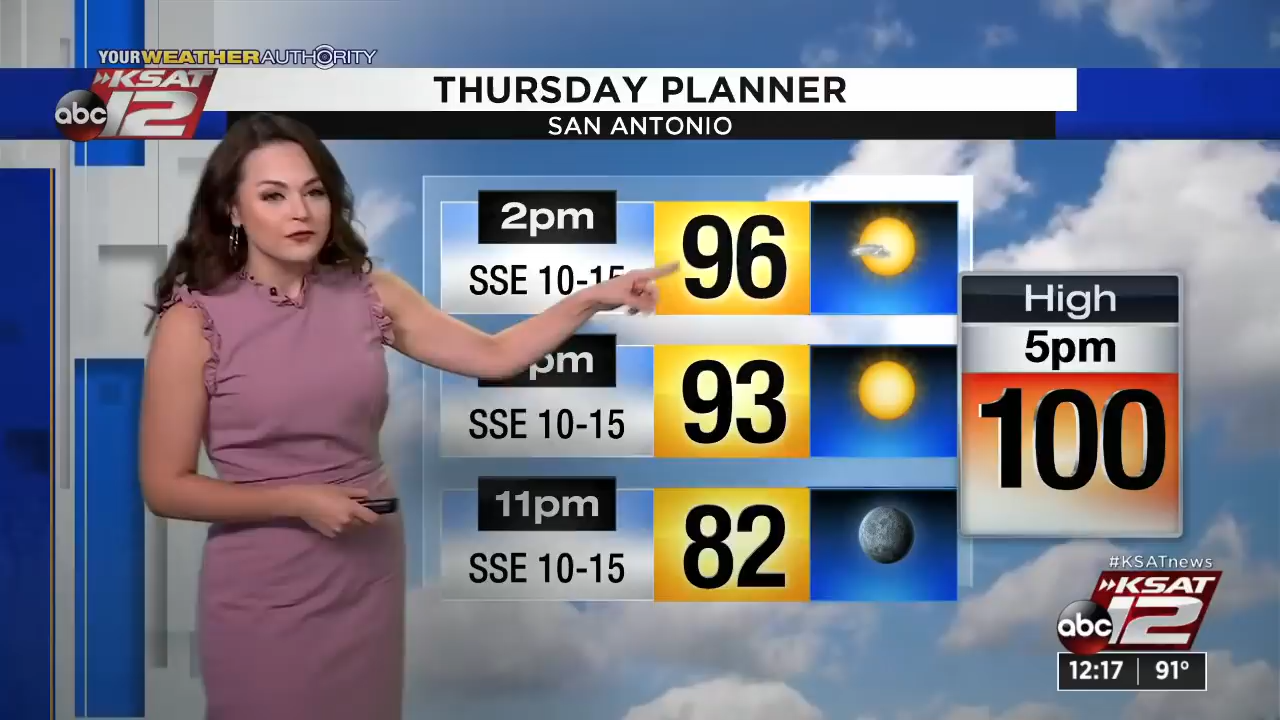 YOURWEATHERAUTHORITY
KSAT
abc 12
THURSDAY PLANNER
SAN ANTONIO
2pm
SSE 10-15
96
pm
SSE 10-15
93
11pm
SSE 10-15
82
High
5pm
100
#KSATnews
KSAT
abc 12
12:17 91°